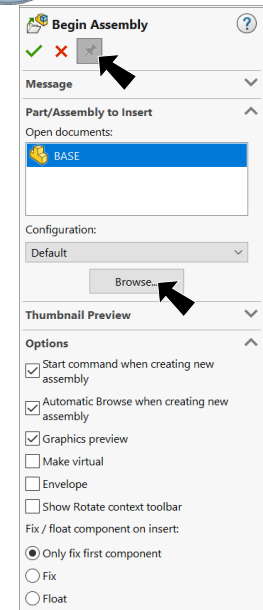 Begin Assembly
?
Message
Part/Assembly to Insert
Open documents:
BASE
Configuration:
Default
Browse...
Thumbnail Preview
Options
Start command when creating new
assembly
Automatic Browse when creating new
assembly
Graphics preview
Make virtual
Envelope
Show Rotate context toolbar
Fix / float component on insert:
Only fix first component
Fix
Float